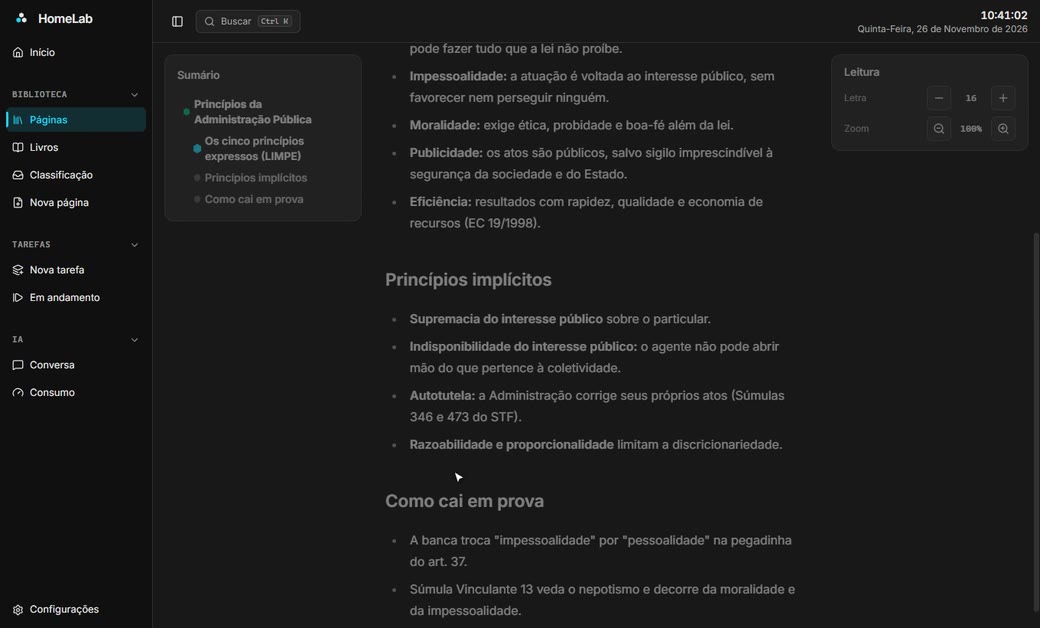 HomeLab
Buscar Ctrl K
10:41:02
Quinta-Feira, 26 de Novembro de 2026
Início
BIBLIOTECA
Páginas
Livros
Classificação
Nova página
TAREFAS
Nova tarefa
Em andamento
IA
Conversa
Consumo
Configurações
Sumário
Princípios da
Administração Pública
Os cinco princípios
expressos (LIMPE)
Princípios implícitos
Como cai em prova
pode fazer tudo que a lei não proíbe.
Impessoalidade: a atuação é voltada ao interesse público, sem
favorecer nem perseguir ninguém.
Moralidade: exige ética, probidade e boa-fé além da lei.
Publicidade: os atos são públicos, salvo sigilo imprescindível à
segurança da sociedade e do Estado.
Eficiência: resultados com rapidez, qualidade e economia de
recursos (EC 19/1998).
Princípios implícitos
Supremacia do interesse público sobre o particular.
Indisponibilidade do interesse público: o agente não pode abrir
mão do que pertence à coletividade.
Autotutela: a Administração corrige seus próprios atos (Súmulas
346 e 473 do STF).
Razoabilidade e proporcionalidade limitam a discricionariedade.
Como cai em prova
A banca troca "impessoalidade" por "pessoalidade" na pegadinha
do art. 37.
Súmula Vinculante 13 veda o nepotismo e decorre da moralidade e
da impessoalidade.
Leitura
Letra 16
Zoom 100%